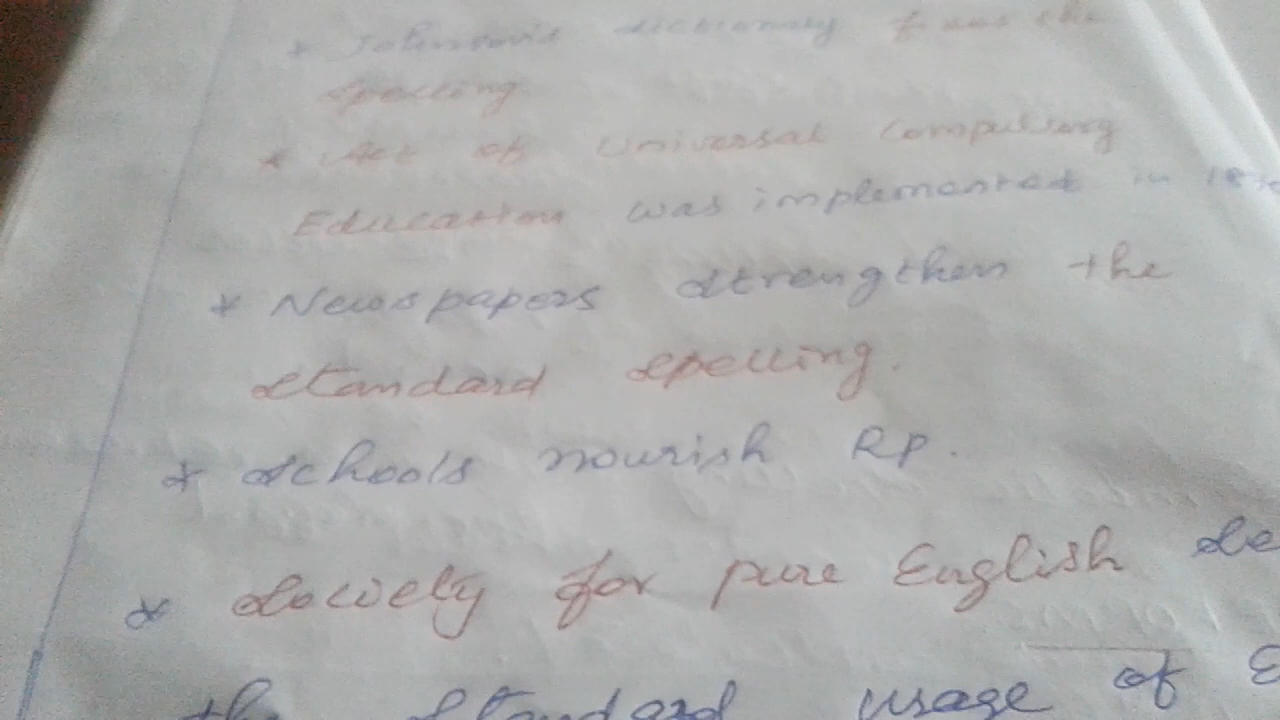 * Johnson's dictionary fixes the
spelling
* Act of Universal Compulsory
Education was implemented in
* Newspapers strengthen the
standard spelling.
* Schools nourish RP.
* Society for pure English
the standard usage of